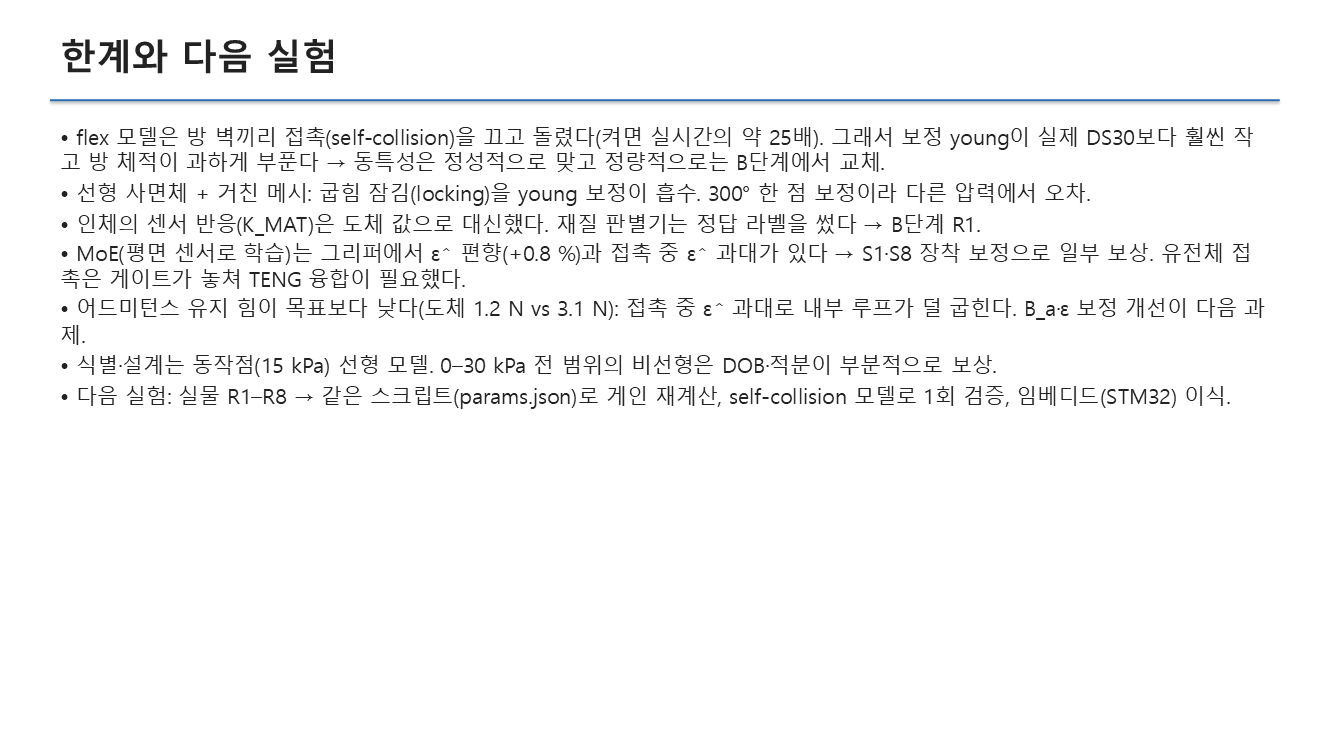 한계와 다음 실험
• flex 모델은 방 벽끼리 접촉(self-collision)을 끄고 돌렸다(켜면 실시간의 약 25배). 그래서 보정 young이 실제 DS30보다 훨씬 작
고 방 체적이 과하게 부푼다 → 동특성은 정성적으로 맞고 정량적으로는 B단계에서 교체.
• 선형 사면체 + 거친 메시: 굽힘 잠김(locking)을 young 보정이 흡수. 300° 한 점 보정이라 다른 압력에서 오차.
• 인체의 센서 반응(K_MAT)은 도체 값으로 대신했다. 재질 판별기는 정답 라벨을 썼다 → B단계 R1.
• MoE(평면 센서로 학습)는 그리퍼에서 εˆ 편향(+0.8 %)과 접촉 중 εˆ 과대가 있다 → S1·S8 장착 보정으로 일부 보상. 유전체 접
촉은 게이트가 놓쳐 TENG 융합이 필요했다.
• 어드미턴스 유지 힘이 목표보다 낮다(도체 1.2 N vs 3.1 N): 접촉 중 εˆ 과대로 내부 루프가 덜 굽힌다. B_a·ε 보정 개선이 다음 과
제.
• 식별·설계는 동작점(15 kPa) 선형 모델. 0–30 kPa 전 범위의 비선형은 DOB·적분이 부분적으로 보상.
• 다음 실험: 실물 R1–R8 → 같은 스크립트(params.json)로 게인 재계산, self-collision 모델로 1회 검증, 임베디드(STM32) 이식.